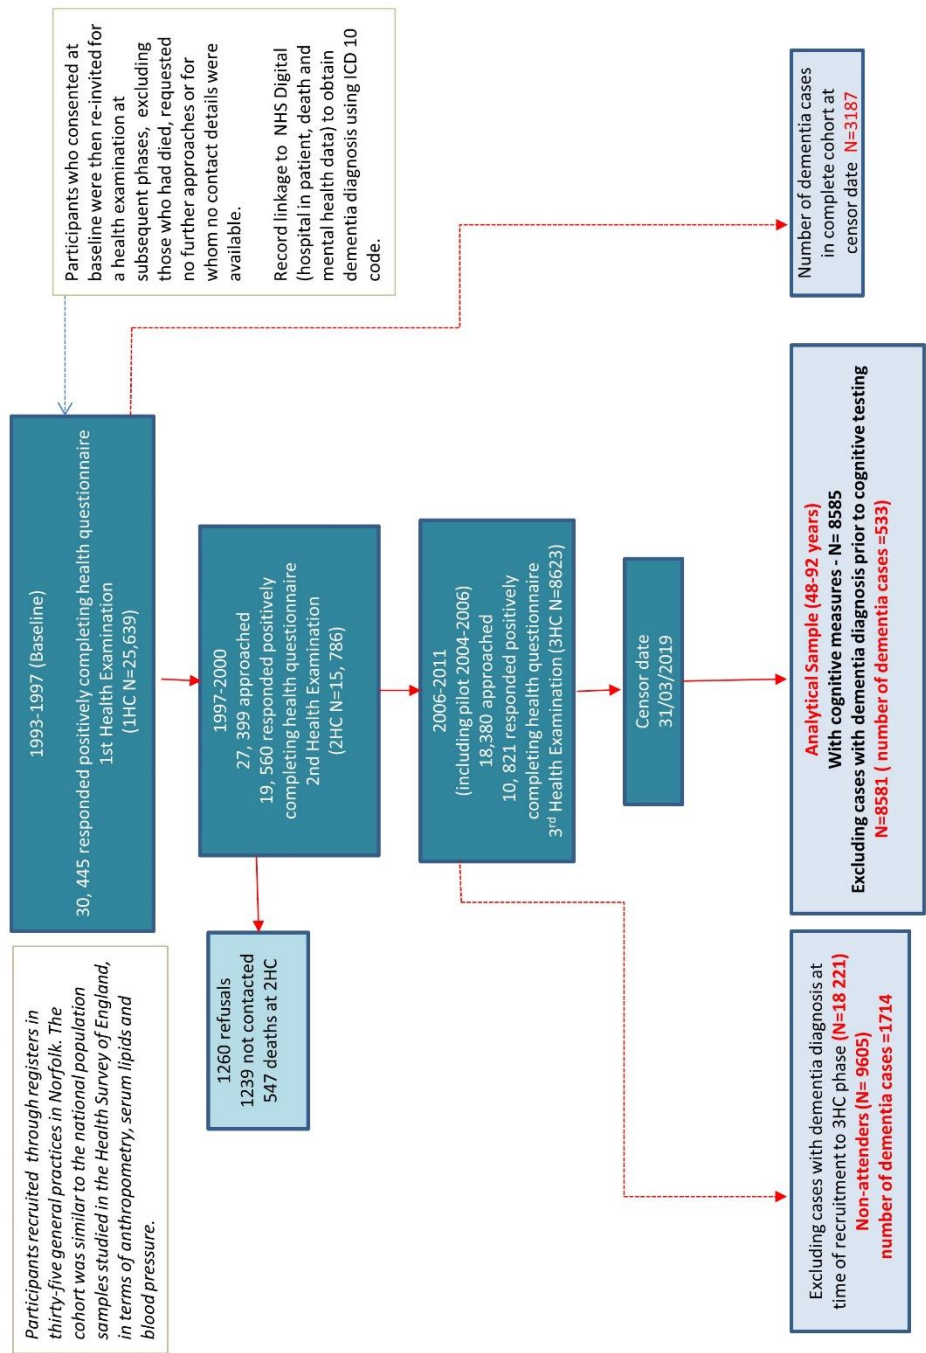 Participants recruited through registers in
thirty-five general practices in Norfolk. The
cohort was similar to the national population
samples studied in the Health Survey of England,
in terms of anthropometry, serum lipids and
blood pressure.
1993-1997 (Baseline)
30, 445 responded positively completing health questionnaire
1st Health Examination
(1HC N=25,639)
Participants who consented at
baseline were then re-invited for
a health examination at
subsequent phases, excluding
those who had died, requested
no further approaches or for
whom no contact details were
available.
Record linkage to NHS Digital
(hospital in patient, death and
mental health data) to obtain
dementia diagnosis using iCD 10
code.
1997-2000
27, 399 approached
19, 560 responded positively
completing health questionnaire
2nd Health Examination
(2HC N=15, 786)
1260 refusals
1239 not contacted
547 deaths at 2HC
2006-2011
(including pilot 2004-2006)
18,380 approached
10, 821 responded positively
completing health questionnaire
3rd Health Examination (3HC N=8623)
Censor date
31/03/2019
Excluding cases with dementia diagnosis at
time of recruitment to 3HC phase (N=18 221)
Non-attenders (N= 9605)
number of dementia cases =1714
Analytical Sample (48-92 years)
With cognitive measures - N= 8585
Excluding cases with dementia diagnosis prior to cognitive testing
N=8581 ( number of dementia cases =533)
Number of dementia cases
in complete cohort at
censor date N=3187